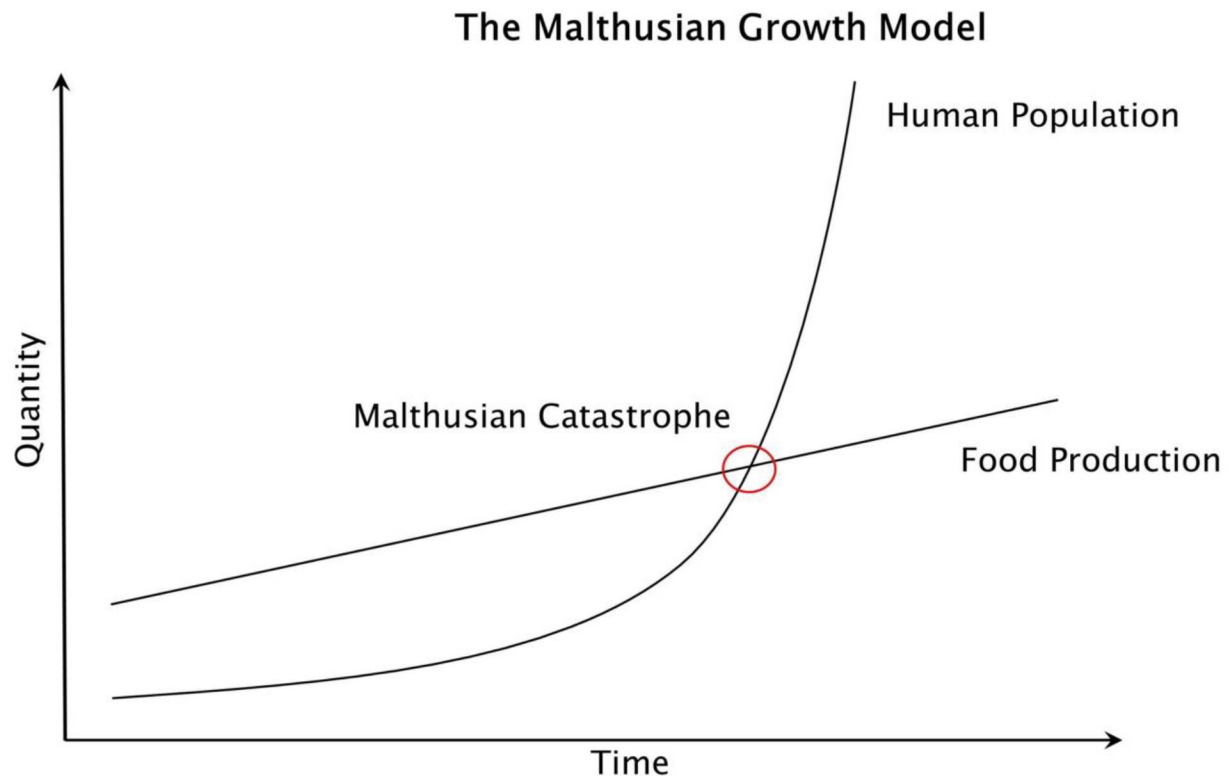 The Malthusian Growth Model
Human Population
Quantity
Malthusian Catastrophe
Food Production
Time